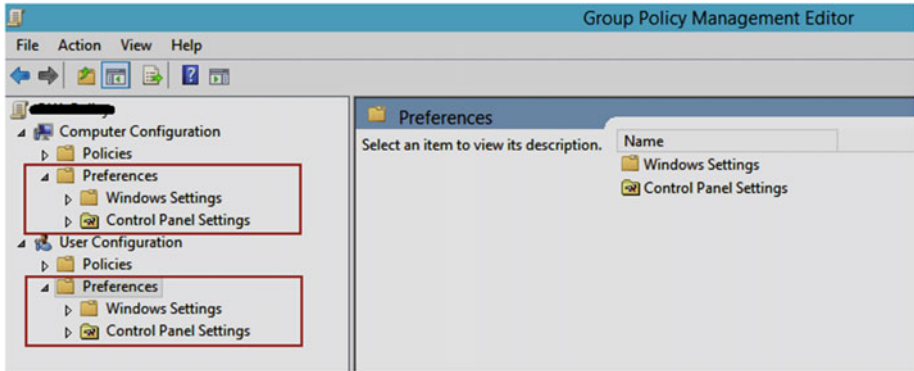 Group Policy Management Editor
File Action View Help
Computer Configuration
Policies
Preferences
Windows Settings
Control Panel Settings
User Configuration
Policies
Preferences
Windows Settings
Control Panel Settings
Preferences
Select an item to view its description.
Name
Windows Settings
Control Panel Settings